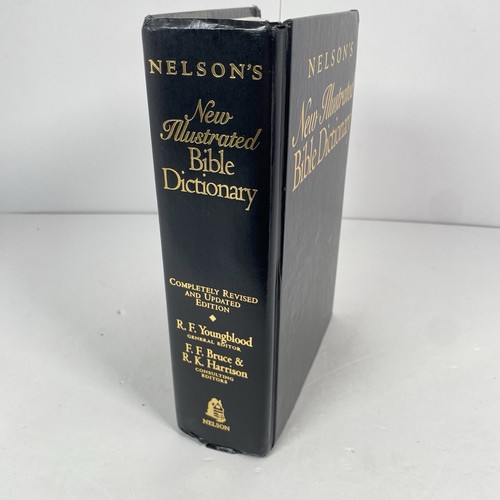 NELSON'S
New
Illustrated
Bible
Dictionary
COMPLETELY REVISED
AND UPDATED
EDITION
R. F. Youngblood
GENERAL EDITOR
F. F. Bruce &
R. K. Harrison
CONSULTING
EDITORS
NELSON
NELSON'S
New Illustrated
Bible Dictionary